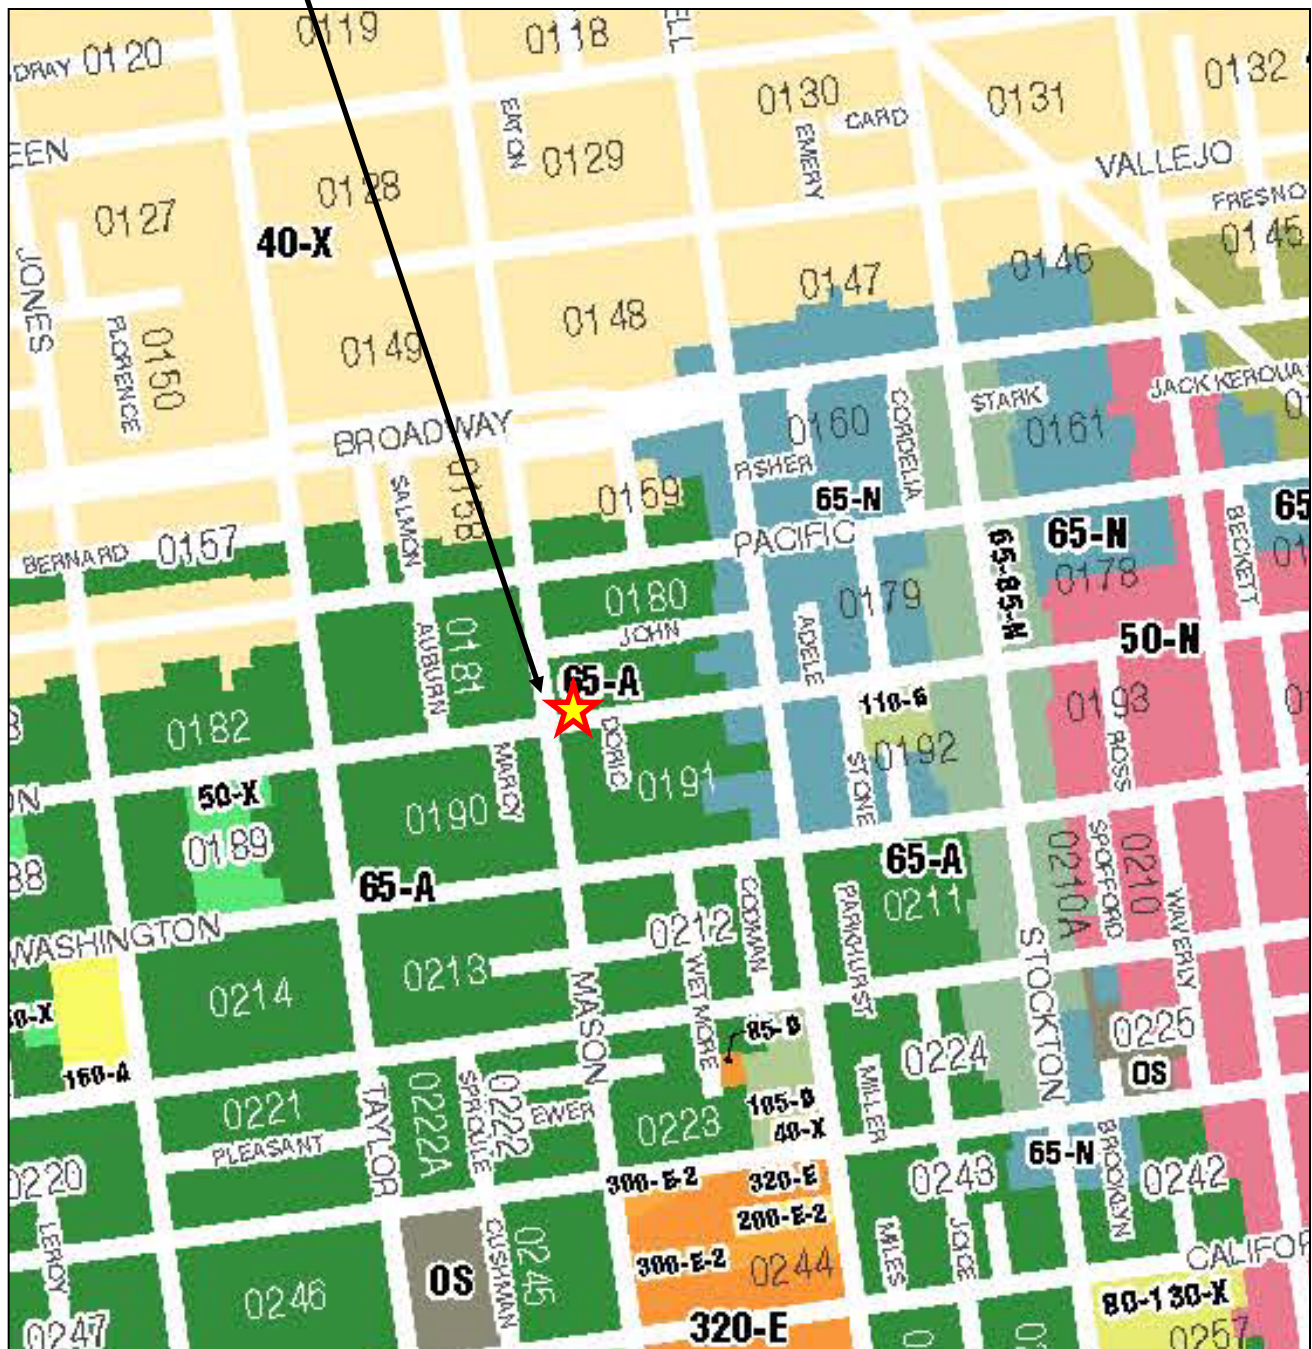 0119
0118
ELL
0132
DRAY 0120
0130
CARD
0131
EATON
EMERY
VALLEJO
EEN
0129
0128
FRESNO
0127
0145
40-X
0146
JONES
0147
0148
FLORENCE
0150
0149
JACK KEROUA
STARK
CORDELIA
BROADWAY
0160
0161
FISHER
SALMON
0158
0159
65-N
65
PACIFIC
65-N
BERNARD 0157
BECKETT
65-85-N
0178
0180
0179
JOHN
ADELE
50-N
AUBURN
0181
65-A
110-G
0193
0182
DORIC
ROSS
0192
MARCY
0191
STONE
50-X
0190
0189
SPOFFORD
0210
0210A
65-A
65-A
PARKHURST
0211
WAVERLY
CODMAN
WASHINGTON
0212
STOCKTON
WETMORE
0213
0214
MASON
0225
85-D
0224
160-A
OS
MILLER
TAYLOR
0222A
SPROULE
0222
0221
EWER
105-D
0223
40-X
PLEASANT
65-N
BROOKLYN
0220
0243
0242
300-E-2
320-E
200-E-2
LEROY
CUSHMAN
0245
MILES
JOICE
CALIFOR
300-E-2
0244
OS
0246
80-130-X
0247
320-E
0257